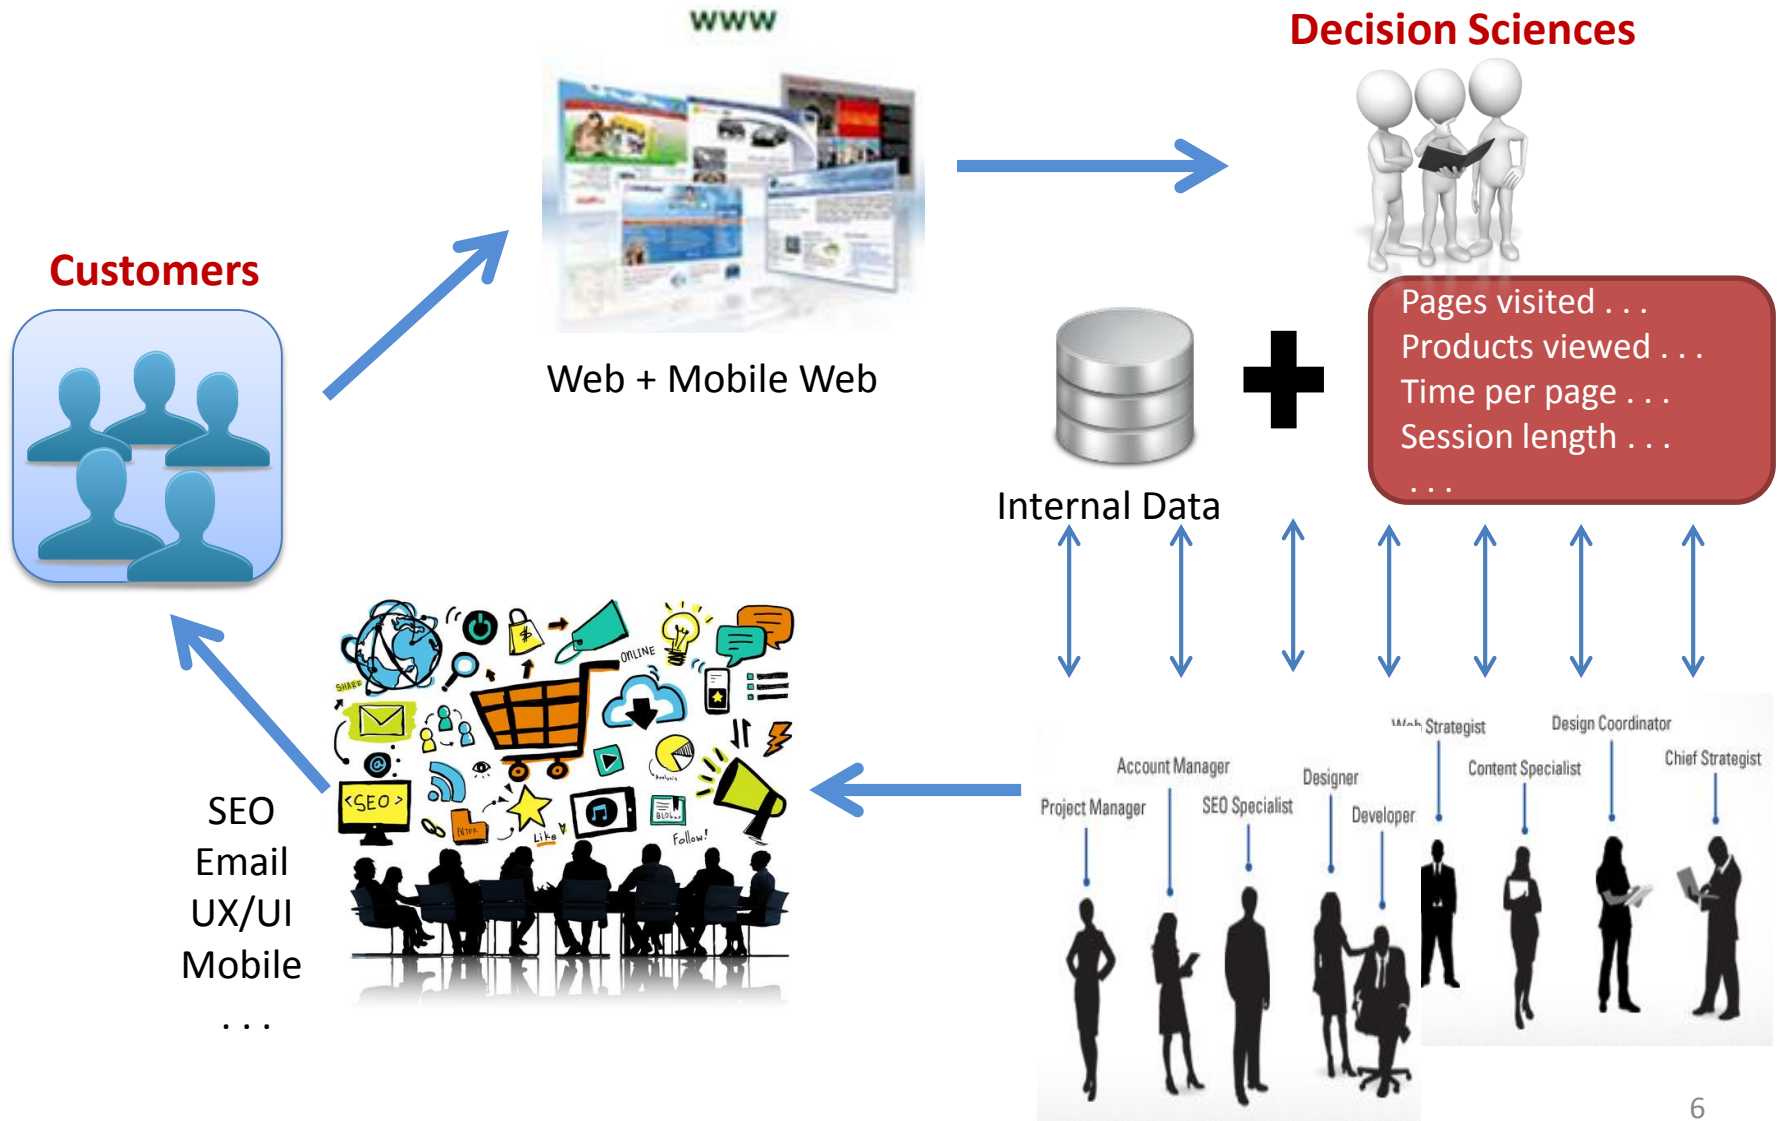 www
Decision Sciences
Customers
Web + Mobile Web
Pages visited . . .
Products viewed . . .
Time per page . . .
Session length . . .
. . .
Internal Data
SHARE
ONLINE
<SEO>
Like
BLOG
Follow!
SEO
Email
UX/UI
Mobile
. . .
Web Strategist
Design Coordinator
Account Manager
Designer
Content Specialist
Chief Strategist
Project Manager
SEO Specialist
Developer
6